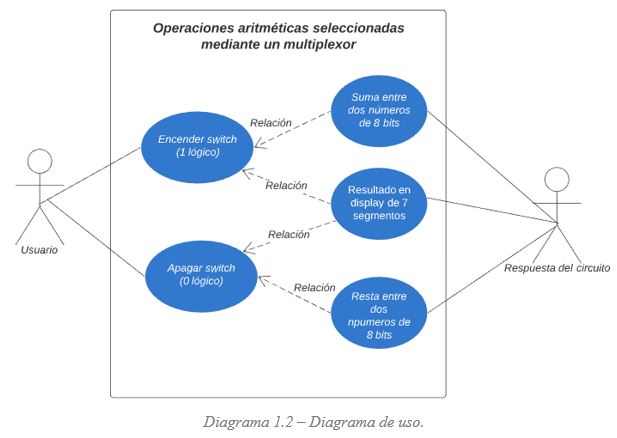 Operaciones aritméticas seleccionadas
mediante un multiplexor
Suma entre
dos números
de 8 bits
Relación
Encender switch
(1 lógico)
Relación
Resultado en
display de 7
segmentos
Usuario
Relación
Apagar switch
(0 lógico)
Relación
Resta entre
dos
npumeros de
8 bits
Respuesta del circuito
Diagrama 1.2 – Diagrama de uso.